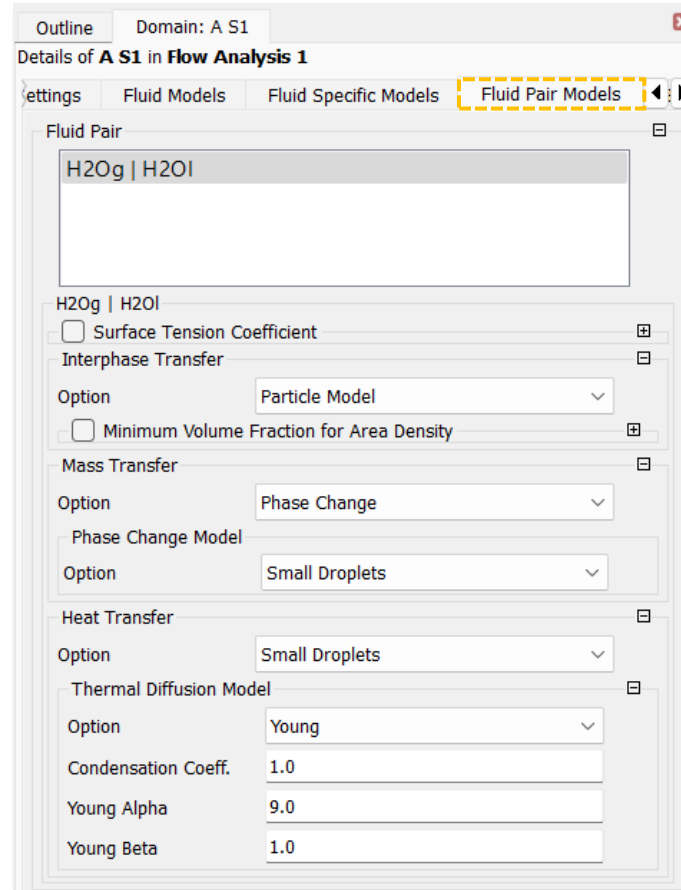 Outline Domain: A S1
Details of A S1 in Flow Analysis 1
ettings Fluid Models Fluid Specific Models Fluid Pair Models
Fluid Pair
H2Og | H2Ol
H2Og | H2Ol
Surface Tension Coefficient
Interphase Transfer
Option Particle Model
Minimum Volume Fraction for Area Density
Mass Transfer
Option Phase Change
Phase Change Model
Option Small Droplets
Heat Transfer
Option Small Droplets
Thermal Diffusion Model
Option Young
Condensation Coeff. 1.0
Young Alpha 9.0
Young Beta 1.0